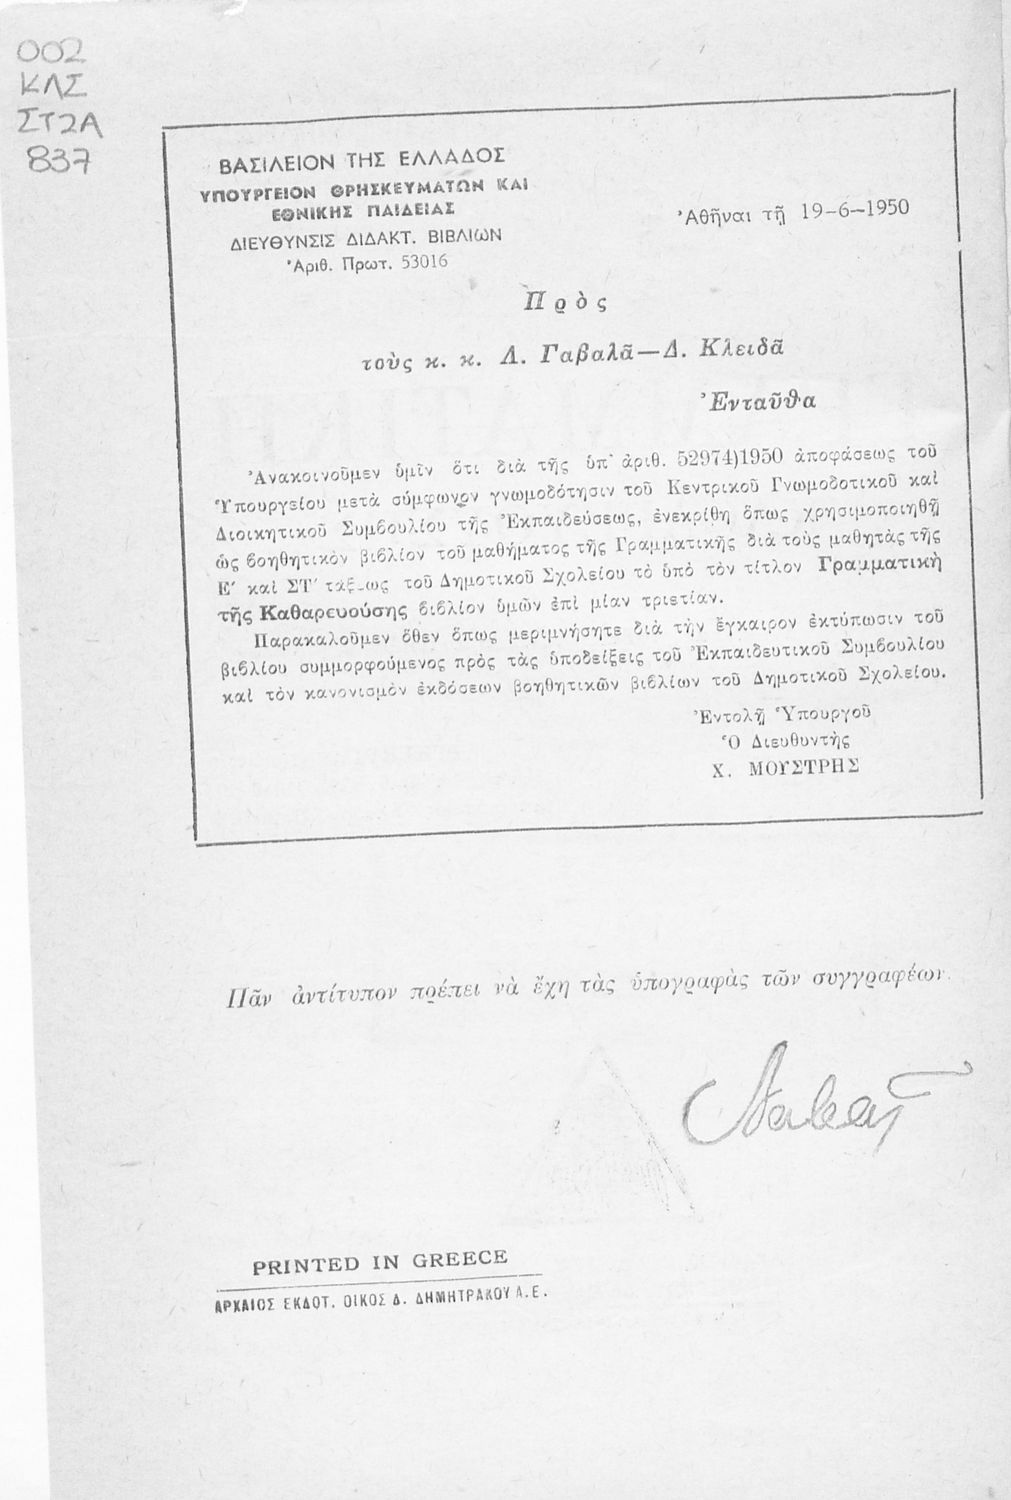 002
ΚΛΣ
ΣΤ2Α
837
ΒΑΣΙΛΕΙΟΝ ΤΗΣ ΕΛΛΑΔΟΣ
ΥΠΟΥΡΓΕΙΟΝ ΘΡΗΣΚΕΥΜΑΤΩΝ ΚΑΙ
ΕΘΝΙΚΗΣ ΠΑΙΔΕΙΑΣ
ΔΙΕΥΘΥΝΣΙΣ ΔΙΔΑΚΤ. ΒΙΒΛΙΩΝ
Ἀριθ. Πρωτ. 53016
Ἀθῆναι τῇ 19-6-1950
Πρὸς
τοὺς κ. κ. Λ. Γαβαλᾶ—Δ. Κλειδᾶ
Ἐνταῦθα
Ἀνακοινοῦμεν ὑμῖν ὅτι διὰ τῆς ὑπ' ἀριθ. 52974)1950 ἀποφάσεως τοῦ
Ὑπουργείου μετὰ σύμφωνον γνωμοδότησιν τοῦ Κεντρικοῦ Γνωμοδοτικοῦ καὶ
Διοικητικοῦ Συμβουλίου τῆς Ἐκπαιδεύσεως, ἐνεκρίθη ὅπως χρησιμοποιηθῇ
ὡς βοηθητικὸν βιβλίον τοῦ μαθήματος τῆς Γραμματικῆς διὰ τοὺς μαθητὰς τῆς
Ε' καὶ ΣΤ' τάξεως τοῦ Δημοτικοῦ Σχολείου τὸ ὑπὸ τὸν τίτλον Γραμματικὴ
τῆς Καθαρευούσης βιβλίον ὑμῶν ἐπὶ μίαν τριετίαν.
Παρακαλοῦμεν ὅθεν ὅπως μεριμνήσητε διὰ τὴν ἔγκαιρον ἐκτύπωσιν τοῦ
βιβλίου συμμορφούμενος πρὸς τὰς ὑποδείξεις τοῦ Ἐκπαιδευτικοῦ Συμβουλίου
καὶ τὸν κανονισμὸν ἐκδόσεων βοηθητικῶν βιβλίων τοῦ Δημοτικοῦ Σχολείου.
Ἐντολῇ Ὑπουργοῦ
Ὁ Διευθυντὴς
Χ. ΜΟΥΣΤΡΗΣ
Πᾶν ἀντίτυπον πρέπει νὰ ἔχη τὰς ὑπογραφὰς τῶν συγγραφέων.
PRINTED IN GREECE
ΑΡΧΑΙΟΣ ΕΚΔΟΤ. ΟΙΚΟΣ Δ. ΔΗΜΗΤΡΑΚΟΥ Α.Ε.